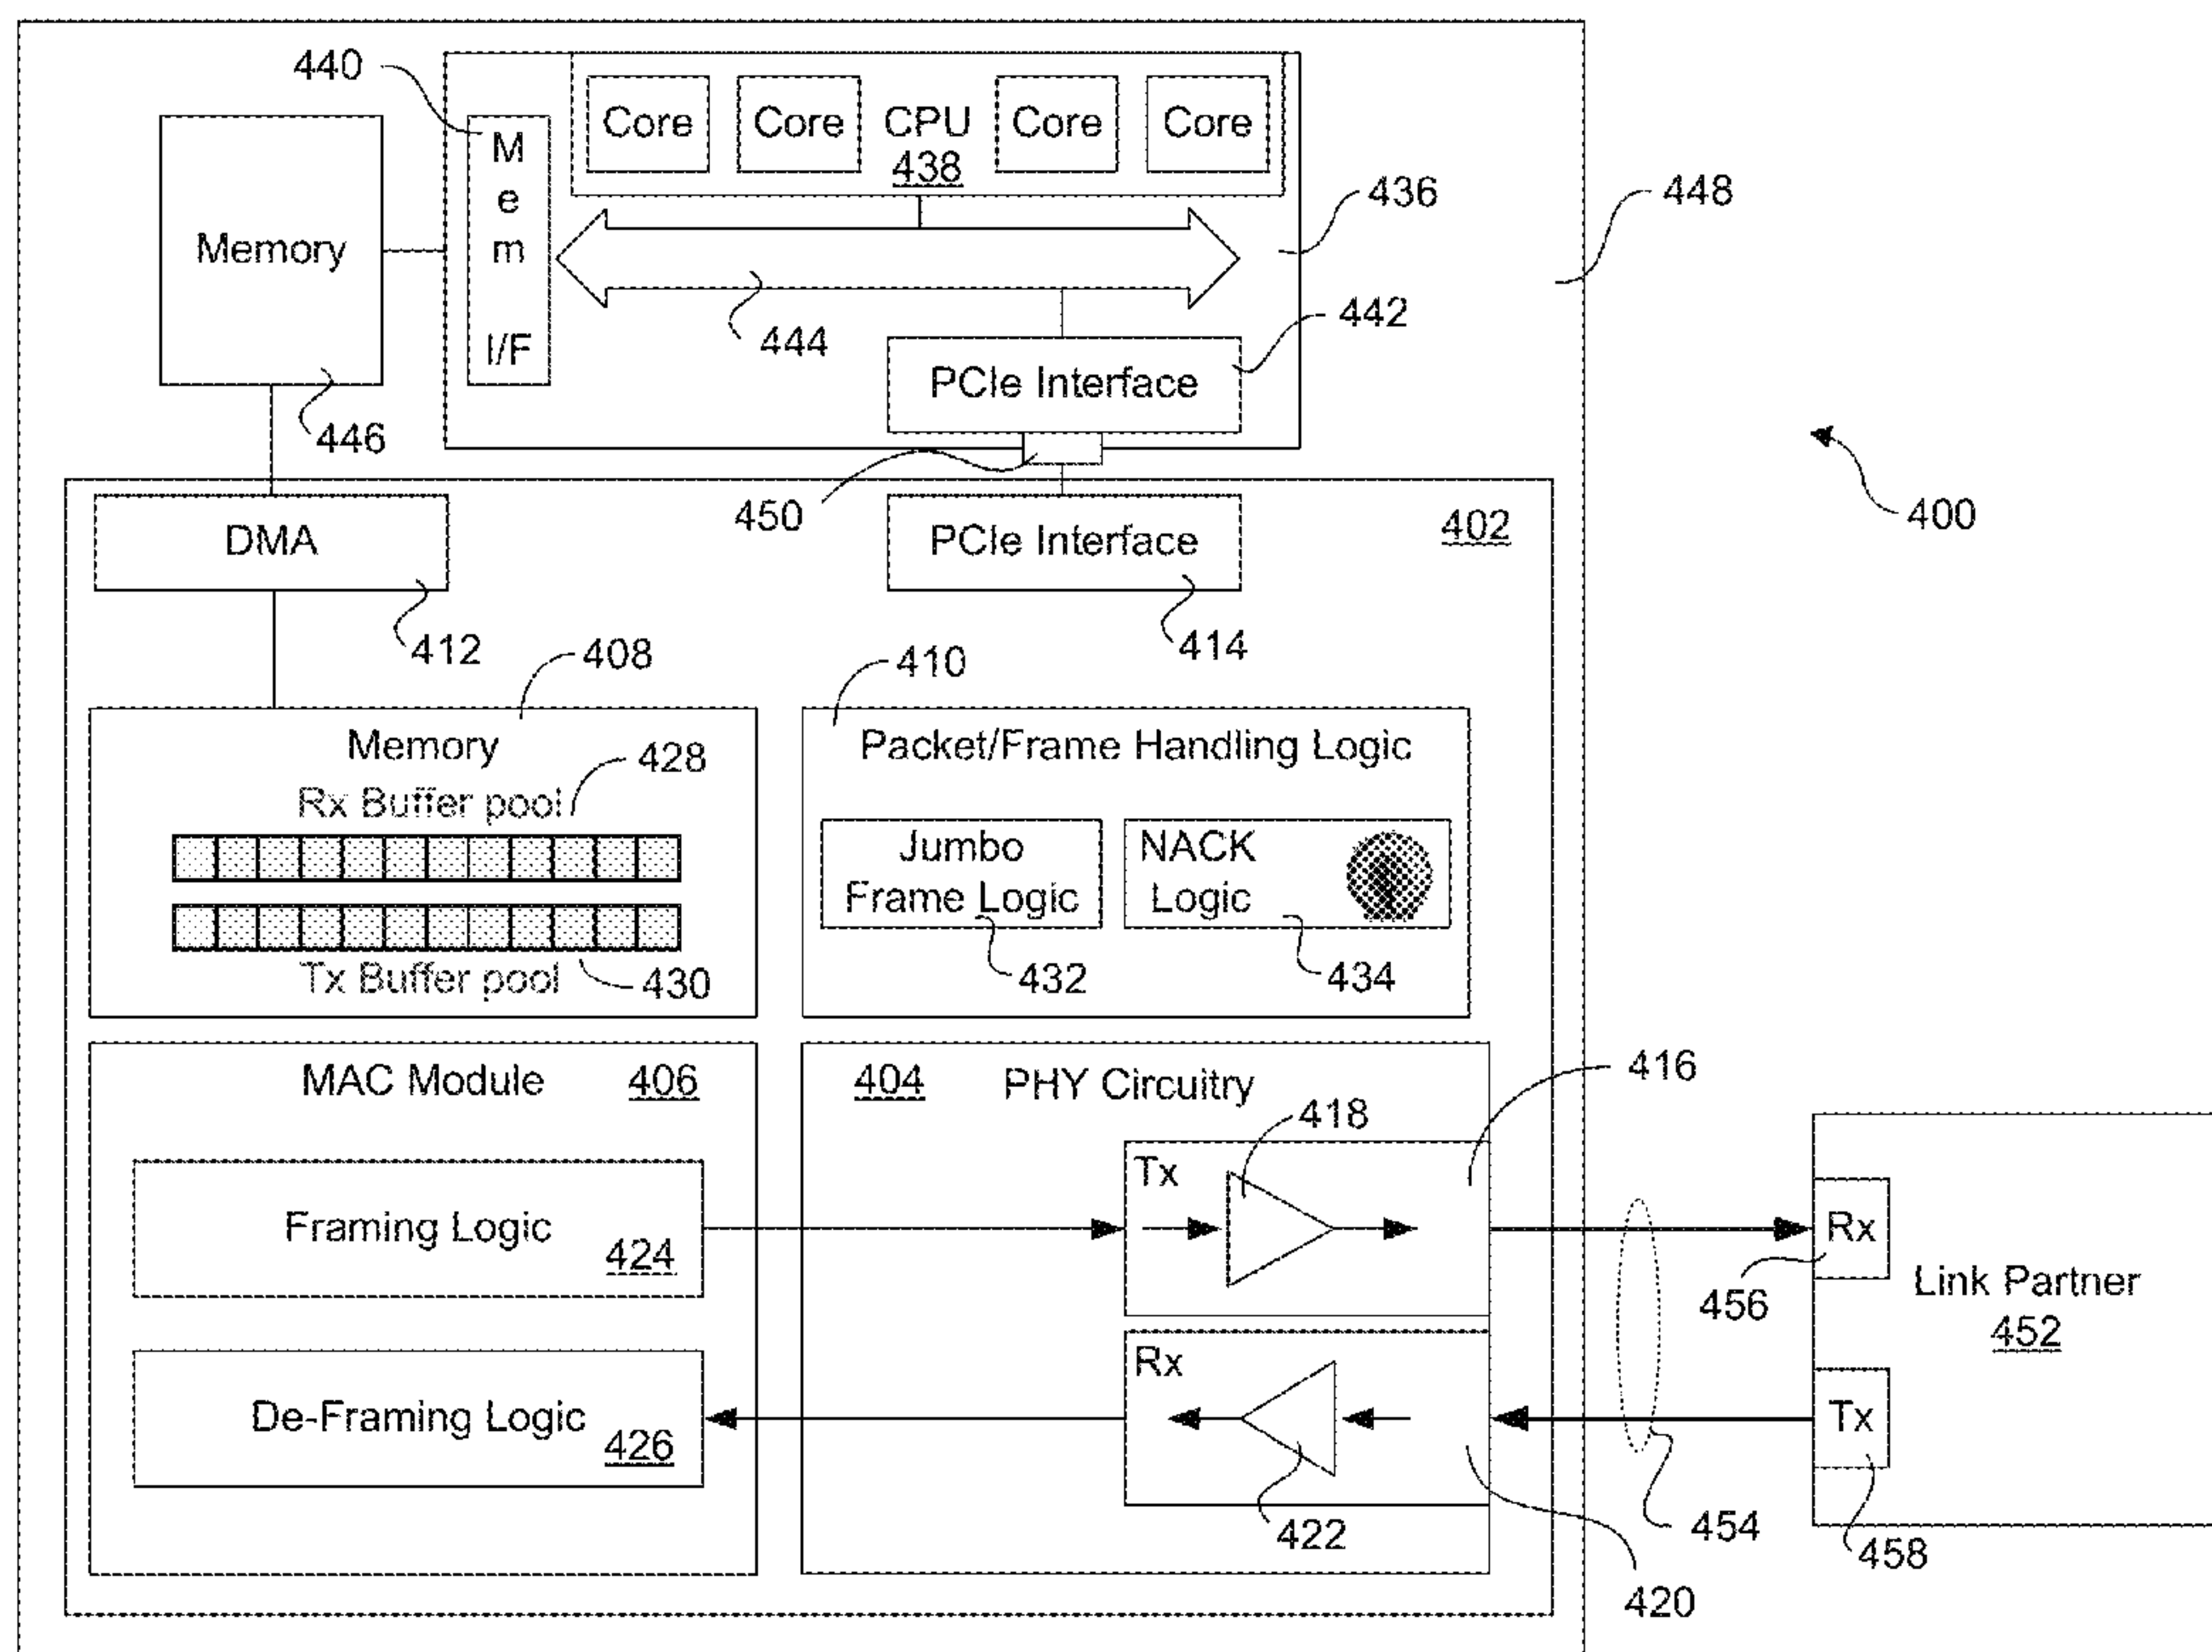 440
Core
Core
CPU
438
Core
Core
Mem I/F
436
448
Memory
444
442
PCIe Interface
446
450
400
DMA
PCIe Interface
402
412
414
408
410
Memory
428
Rx Buffer pool
Tx Buffer pool
430
Packet/Frame Handling Logic
Jumbo
Frame Logic
NACK
Logic
432
434
MAC Module
406
404
PHY Circuitry
416
418
Tx
Framing Logic
424
Rx
456
Link Partner
452
Rx
De-Framing Logic
426
422
Tx
454
458
420